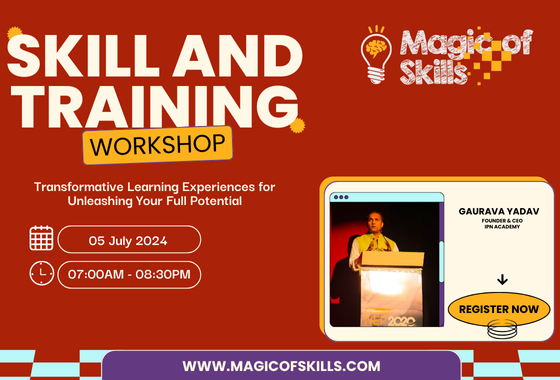 SKILL AND
TRAINING
WORKSHOP
Transformative Learning Experiences for
Unleashing Your Full Potential
05 July 2024
07:00AM - 08:30PM
Magic of
Skills
GAURAVA YADAV
FOUNDER & CEO
IPN ACADEMY
REGISTER NOW
2020
WWW.MAGICOFSKILLS.COM